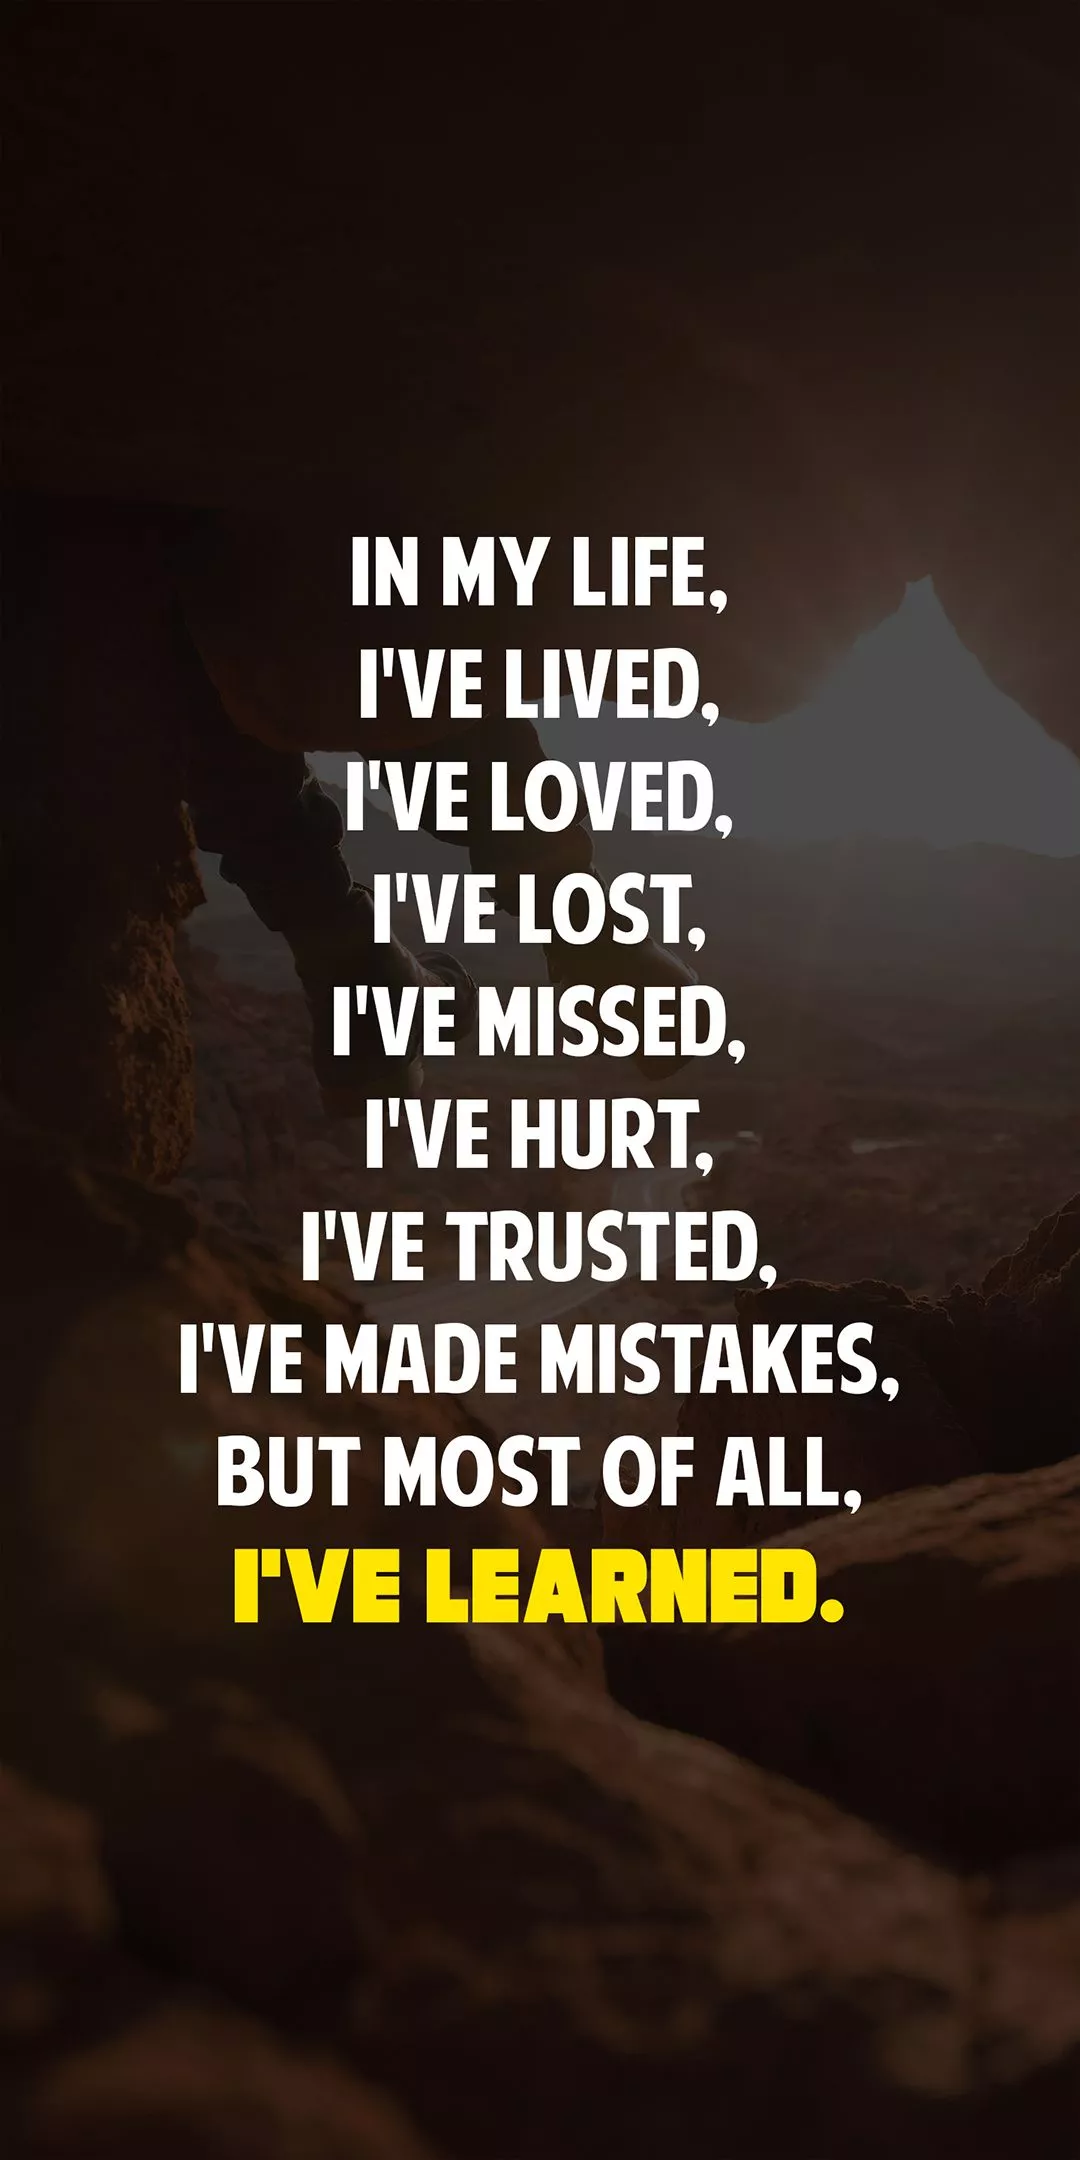 IN MY LIFE,
I'VE LIVED,
I'VE LOVED,
I'VE LOST,
I'VE MISSED,
I'VE HURT,
I'VE TRUSTED,
I'VE MADE MISTAKES,
BUT MOST OF ALL,
I'VE LEARNED.